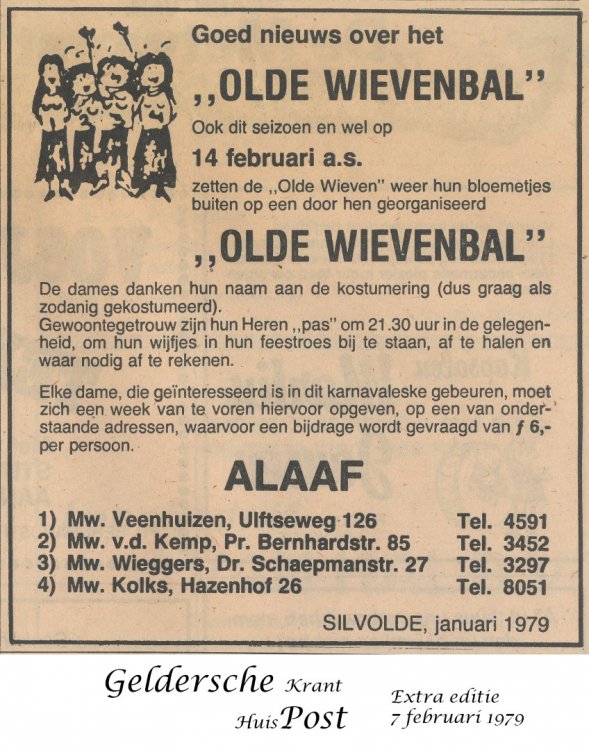 Goed nieuws over het
,,OLDE WIEVENBAL”
Ook dit seizoen en wel op
14 februari a.s.
zetten de ,,Olde Wieven” weer hun bloemetjes
buiten op een door hen georganiseerd
,,OLDE WIEVENBAL”
De dames danken hun naam aan de kostumering (dus graag als
zodanig gekostumeerd).
Gewoontegetrouw zijn hun Heren ,,pas” om 21.30 uur in de gelegen-
heid, om hun wijfjes in hun feestroes bij te staan, af te halen en
waar nodig af te rekenen.
Elke dame, die geïnteresseerd is in dit karnavaleske gebeuren, moet
zich een week van te voren hiervoor opgeven, op een van onder-
staande adressen, waarvoor een bijdrage wordt gevraagd van ƒ 6,-
per persoon.
ALAAF
1) Mw. Veenhuizen, Ulftseweg 126 Tel. 4591
2) Mw. v.d. Kemp, Pr. Bernhardstr. 85 Tel. 3452
3) Mw. Wieggers, Dr. Schaepmanstr. 27 Tel. 3297
4) Mw. Kolks, Hazenhof 26 Tel. 8051
SILVOLDE, januari 1979
Geldersche Krant
HuisPost
Extra editie
7 februari 1979